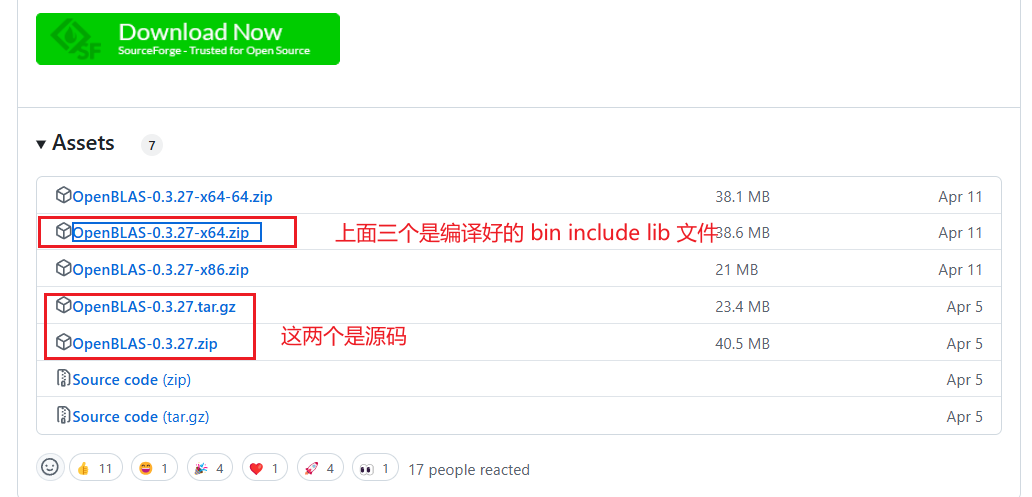 Download Now
SourceForge - Trusted for Open Source
SF
Assets 7
OpenBLAS-0.3.27-x64-64.zip 38.1 MB Apr 11
OpenBLAS-0.3.27-x64.zip 上面三个是编译好的 bin include lib 文件 38.6 MB Apr 11
OpenBLAS-0.3.27-x86.zip 21 MB Apr 11
OpenBLAS-0.3.27.tar.gz 23.4 MB Apr 5
这两个是源码
OpenBLAS-0.3.27.zip 40.5 MB Apr 5
Source code (zip) Apr 5
Source code (tar.gz) Apr 5
11 1 4 1 4 1 17 people reacted